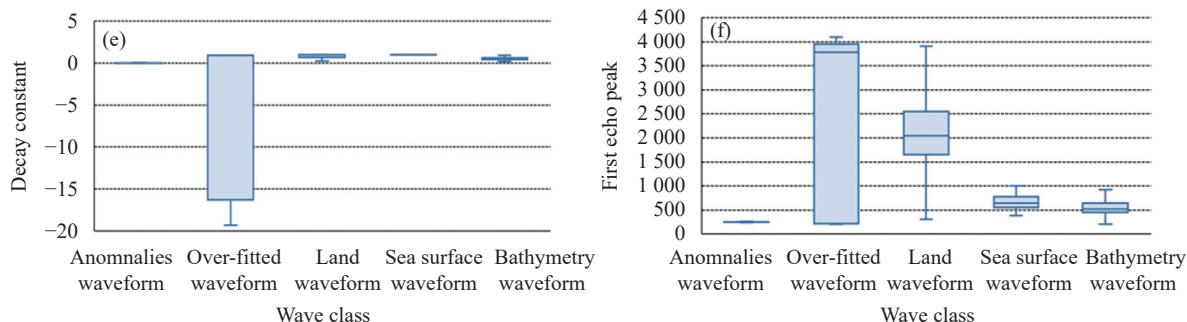 (e)
Decay constant
5
0
−5
−10
−15
−20
Anomnalies waveform
Over-fitted waveform
Land waveform
Sea surface waveform
Bathymetry waveform
Wave class
(f)
First echo peak
4 500
4 000
3 500
3 000
2 500
2 000
1 500
1 000
500
0
Anomnalies waveform
Over-fitted waveform
Land waveform
Sea surface waveform
Bathymetry waveform
Wave class